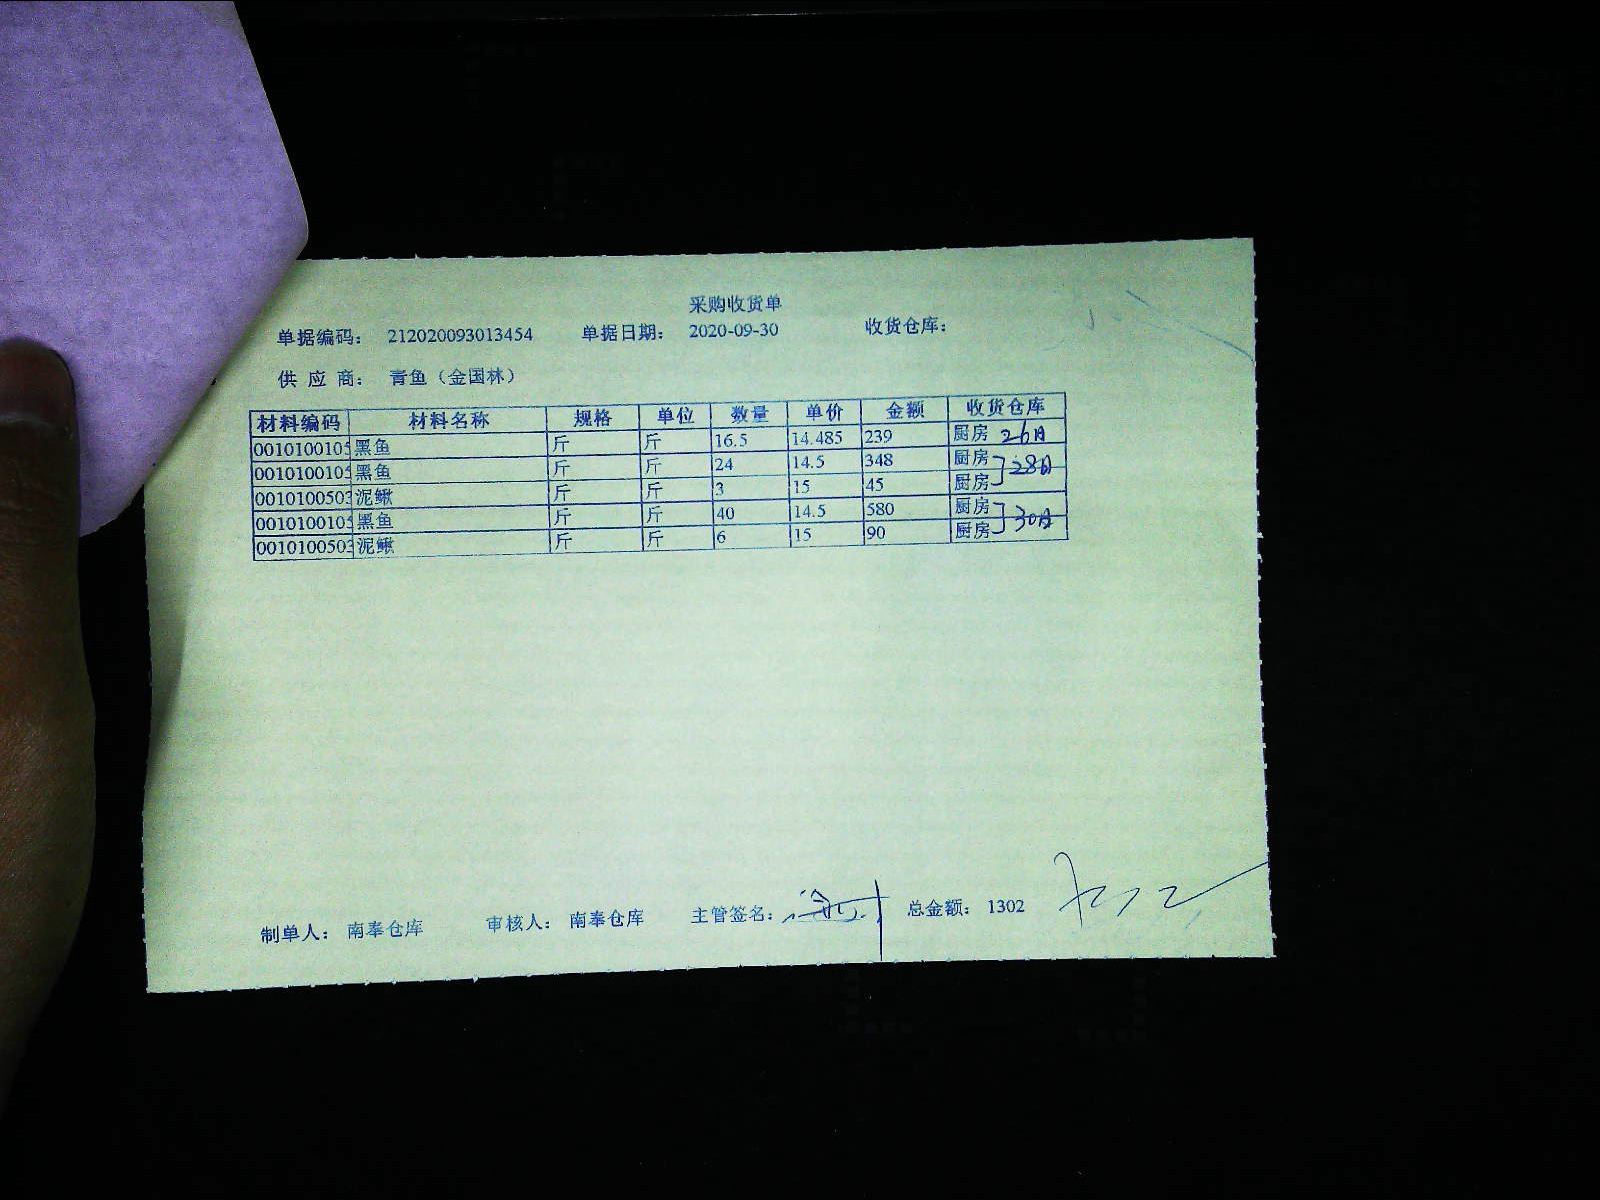 采购收货单
单据编码： 212020093013454 单据日期： 2020-09-30 收货仓库：
供 应 商： 青鱼（金国林）
材料编码 材料名称 规格 单位 数量 单价 金额 收货仓库
001010010 黑鱼 斤 斤 16.5 14.485 239 厨房 26日
001010010 黑鱼 斤 斤 24 14.5 348 厨房 28日
001010050 泥鳅 斤 斤 3 15 45 厨房
001010010 黑鱼 斤 斤 40 14.5 580 厨房 30日
001010050 泥鳅 斤 斤 6 15 90 厨房
制单人： 南奉仓库 审核人： 南奉仓库 主管签名： 总金额： 1302